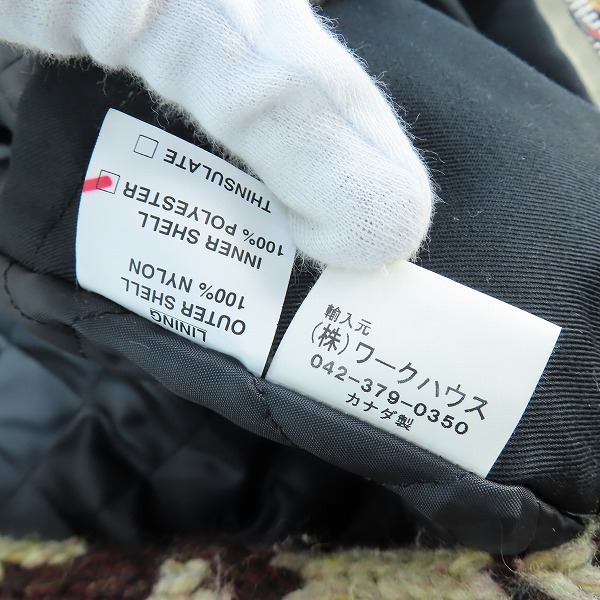 LINING
OUTER SHELL
100% NYLON
INNER SHELL
100% POLYESTER
THINSULATE
輸入元
(株)ワークハウス
042-379-0350
カナダ製